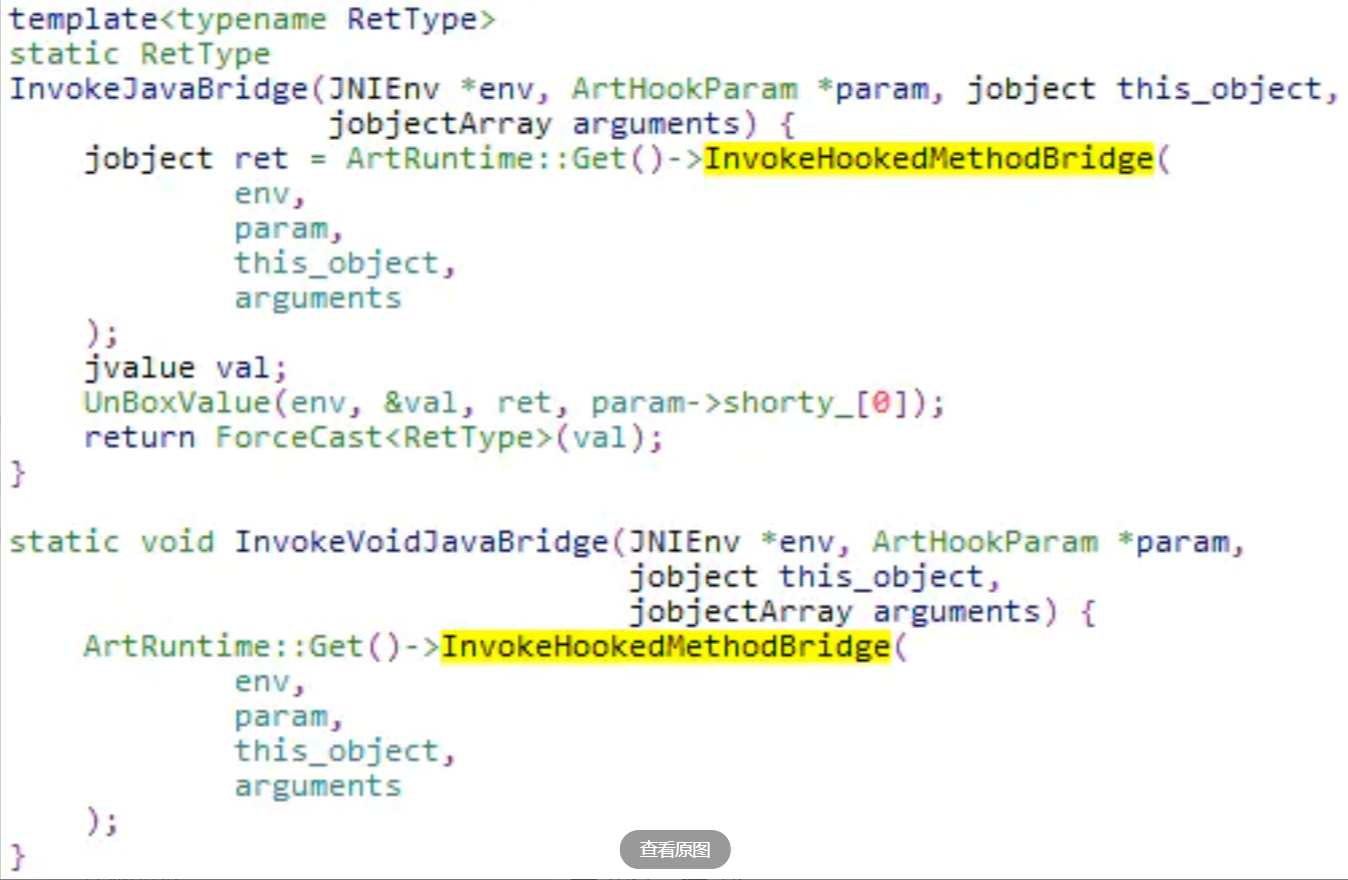 template<typename RetType>
static RetType
InvokeJavaBridge(JNIEnv *env, ArtHookParam *param, jobject this_object,
                 jobjectArray arguments) {
    jobject ret = ArtRuntime::Get()->InvokeHookedMethodBridge(
            env,
            param,
            this_object,
            arguments
    );
    jvalue val;
    UnBoxValue(env, &val, ret, param->shorty_[0]);
    return ForceCast<RetType>(val);
}

static void InvokeVoidJavaBridge(JNIEnv *env, ArtHookParam *param,
                                 jobject this_object,
                                 jobjectArray arguments) {
    ArtRuntime::Get()->InvokeHookedMethodBridge(
            env,
            param,
            this_object,
            arguments
    );
查看原图
}